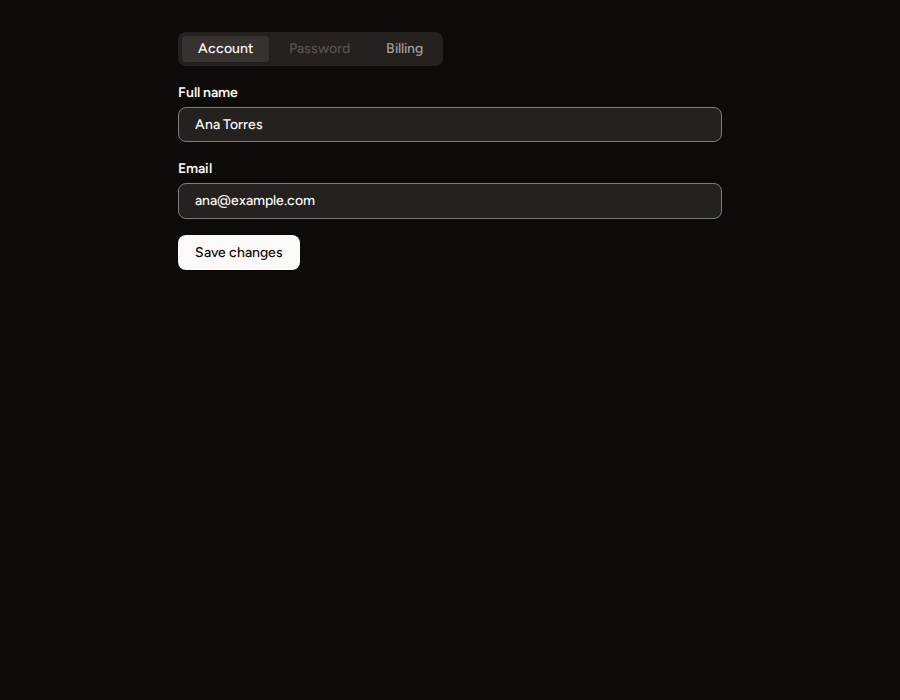 Account Password Billing
Full name
Ana Torres
Email
ana@example.com
Save changes